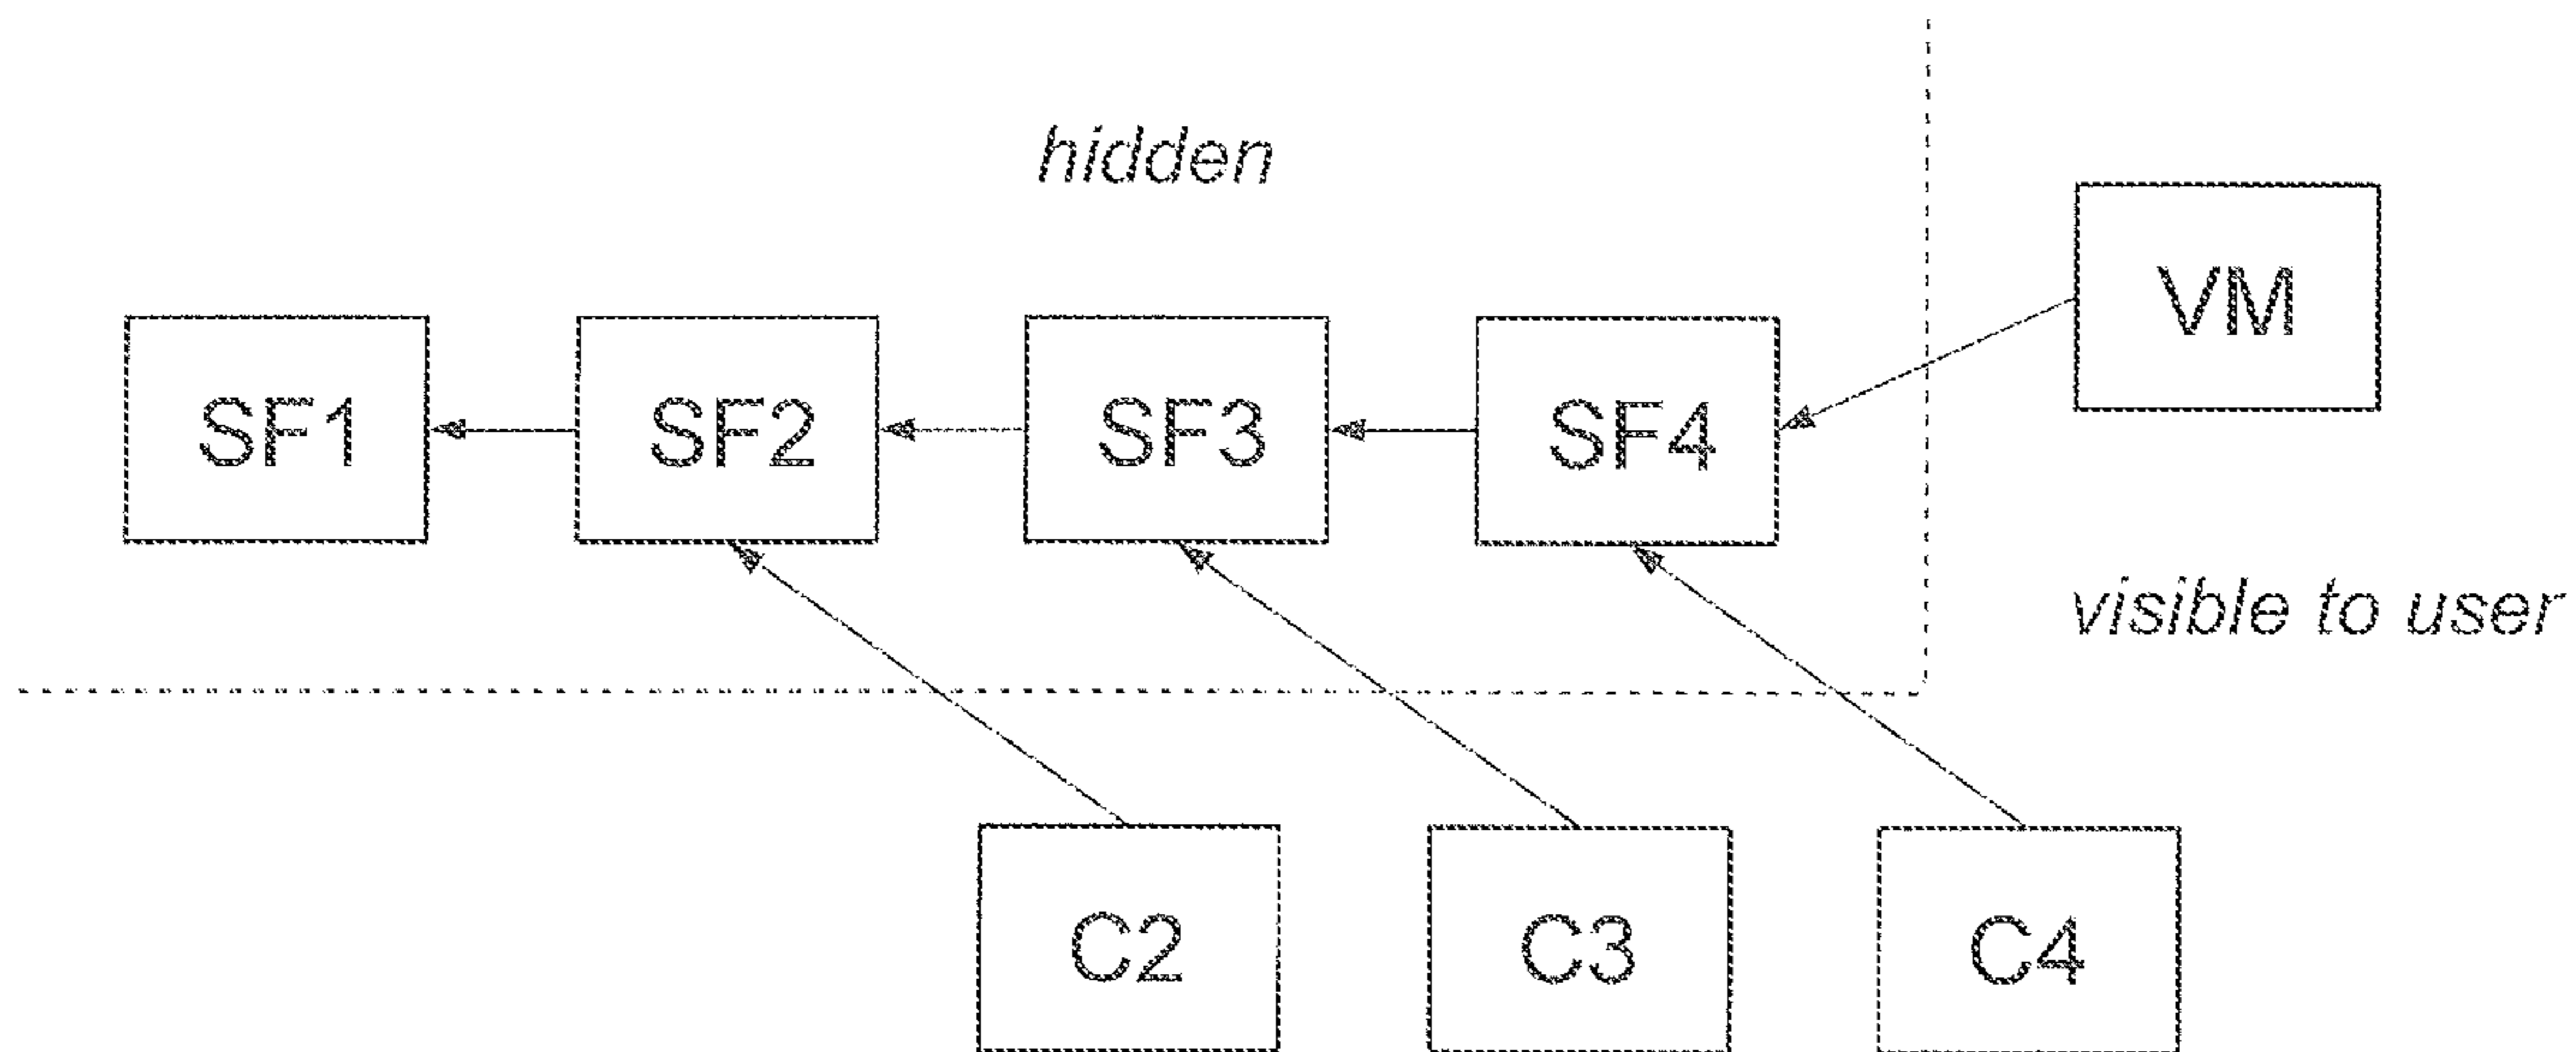 hidden
VM
SF1 SF2 SF3 SF4
visible to user
C2 C3 C4